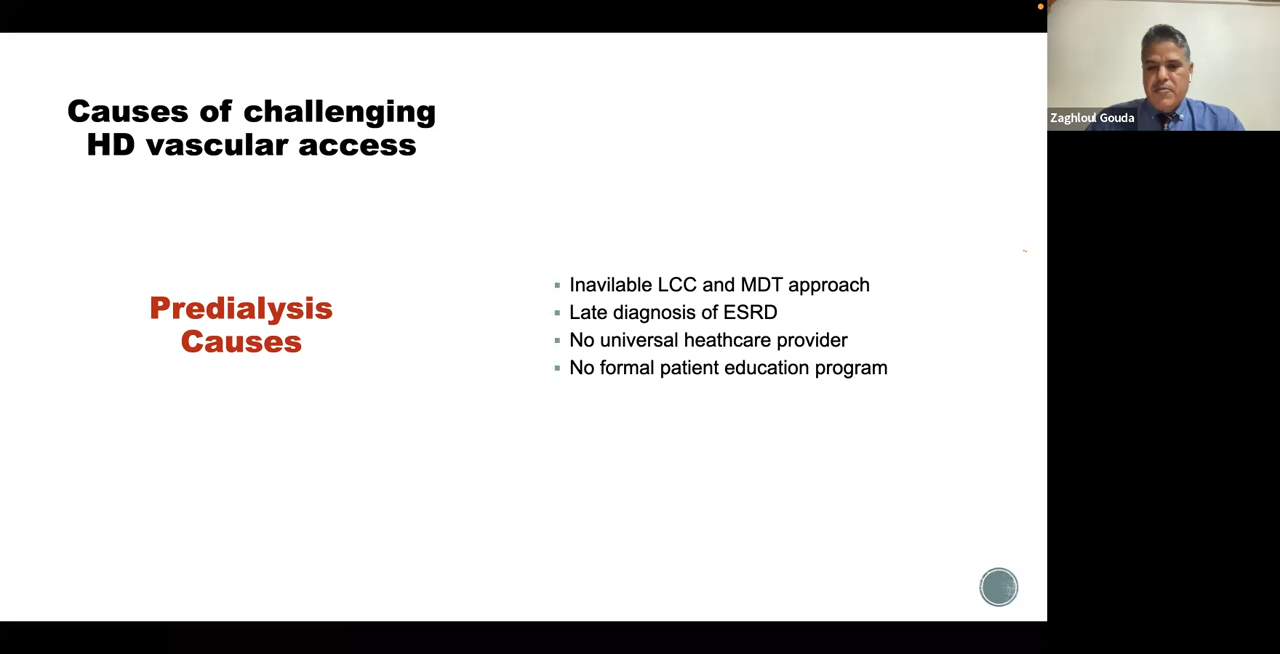 Causes of challenging
HD vascular access
Predialysis
Causes
Inavilable LCC and MDT approach
Late diagnosis of ESRD
No universal heathcare provider
No formal patient education program
Zaghloul Gouda